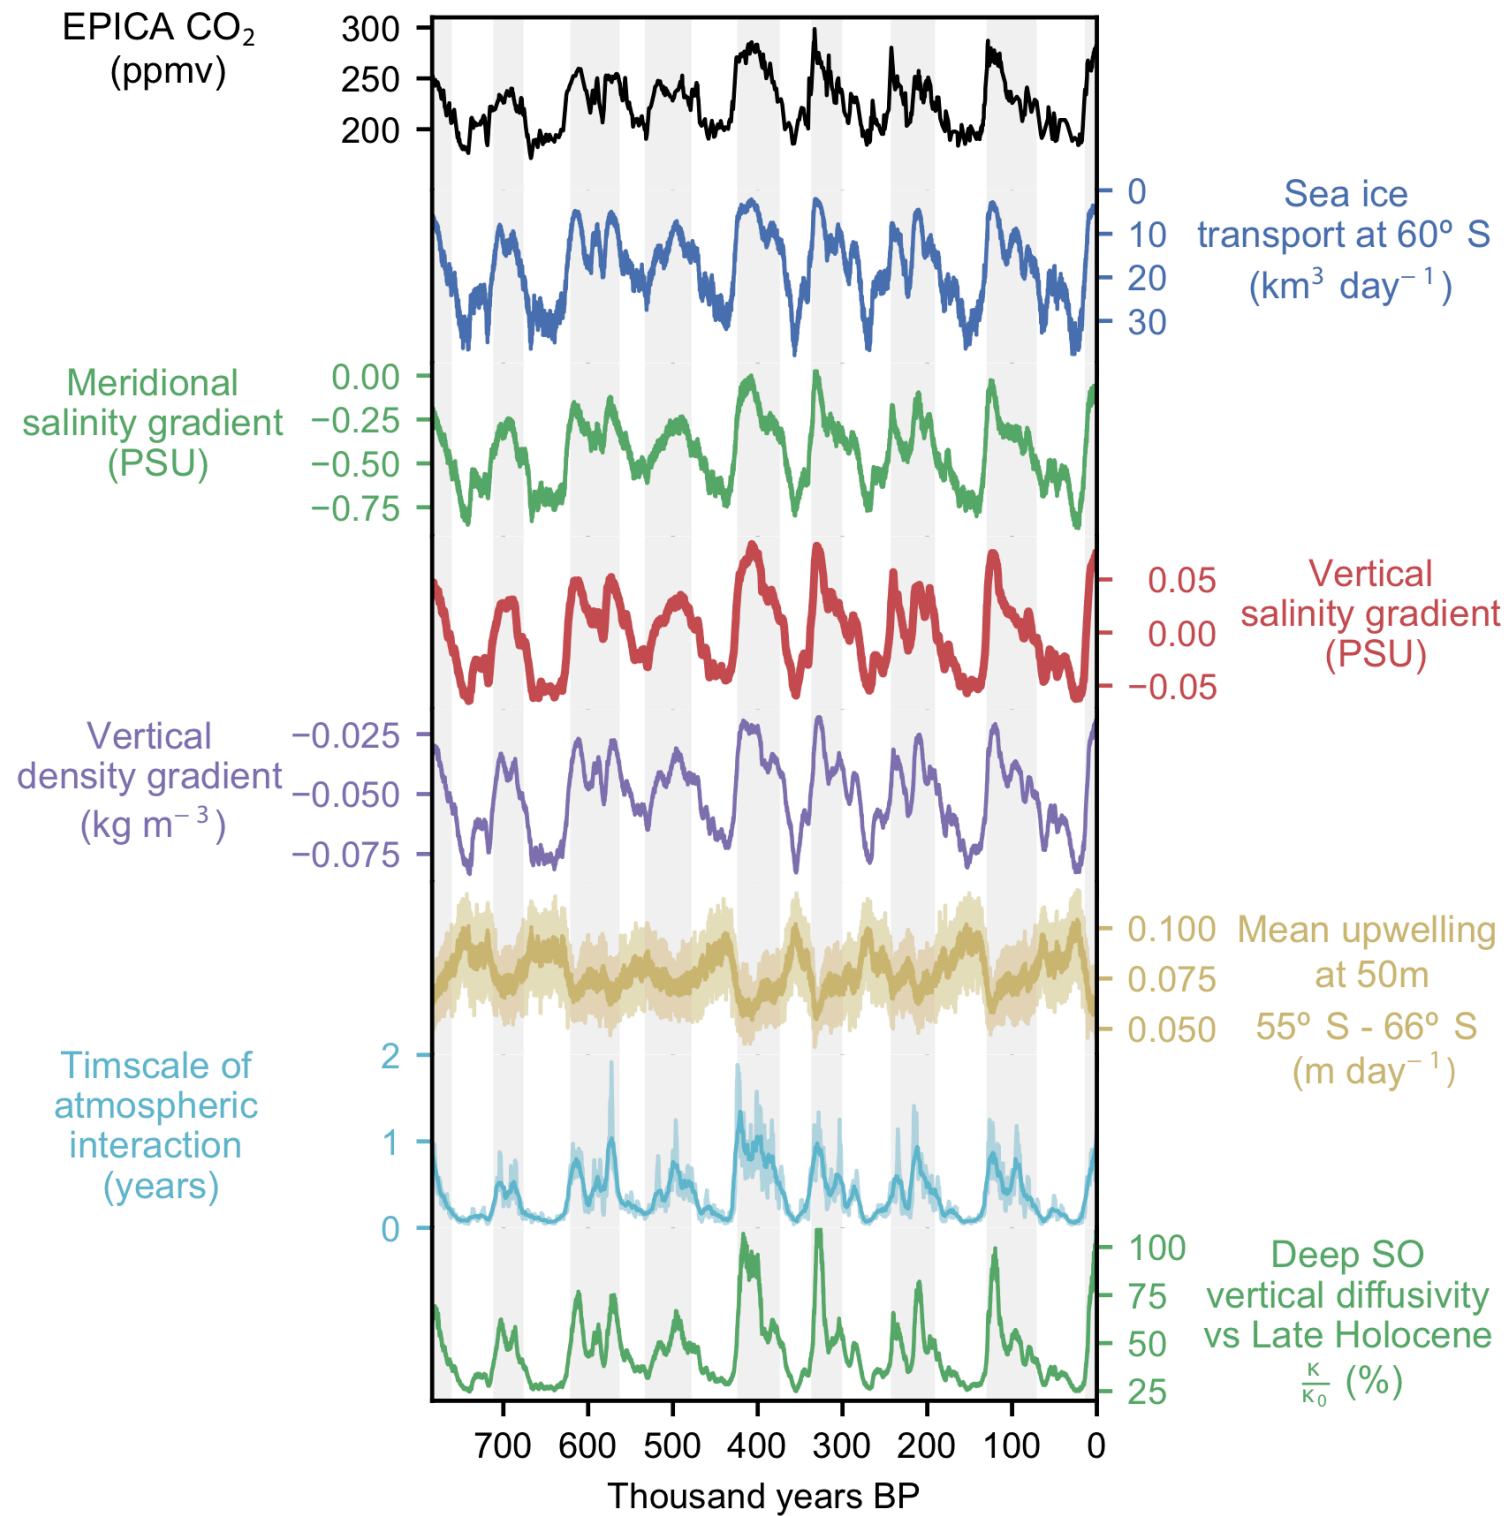 EPICA CO₂
(ppmv)
300
250
200
0
10
20
30
Sea ice
transport at 60º S
(km³ day⁻¹)
Meridional
salinity gradient
(PSU)
0.00
−0.25
−0.50
−0.75
0.05
0.00
−0.05
Vertical
salinity gradient
(PSU)
Vertical
density gradient
(kg m⁻³)
−0.025
−0.050
−0.075
0.100
0.075
0.050
Mean upwelling
at 50m
55º S - 66º S
(m day⁻¹)
Timscale of
atmospheric
interaction
(years)
2
1
0
100
75
50
25
Deep SO
vertical diffusivity
vs Late Holocene
κ/κ₀ (%)
700 600 500 400 300 200 100 0
Thousand years BP